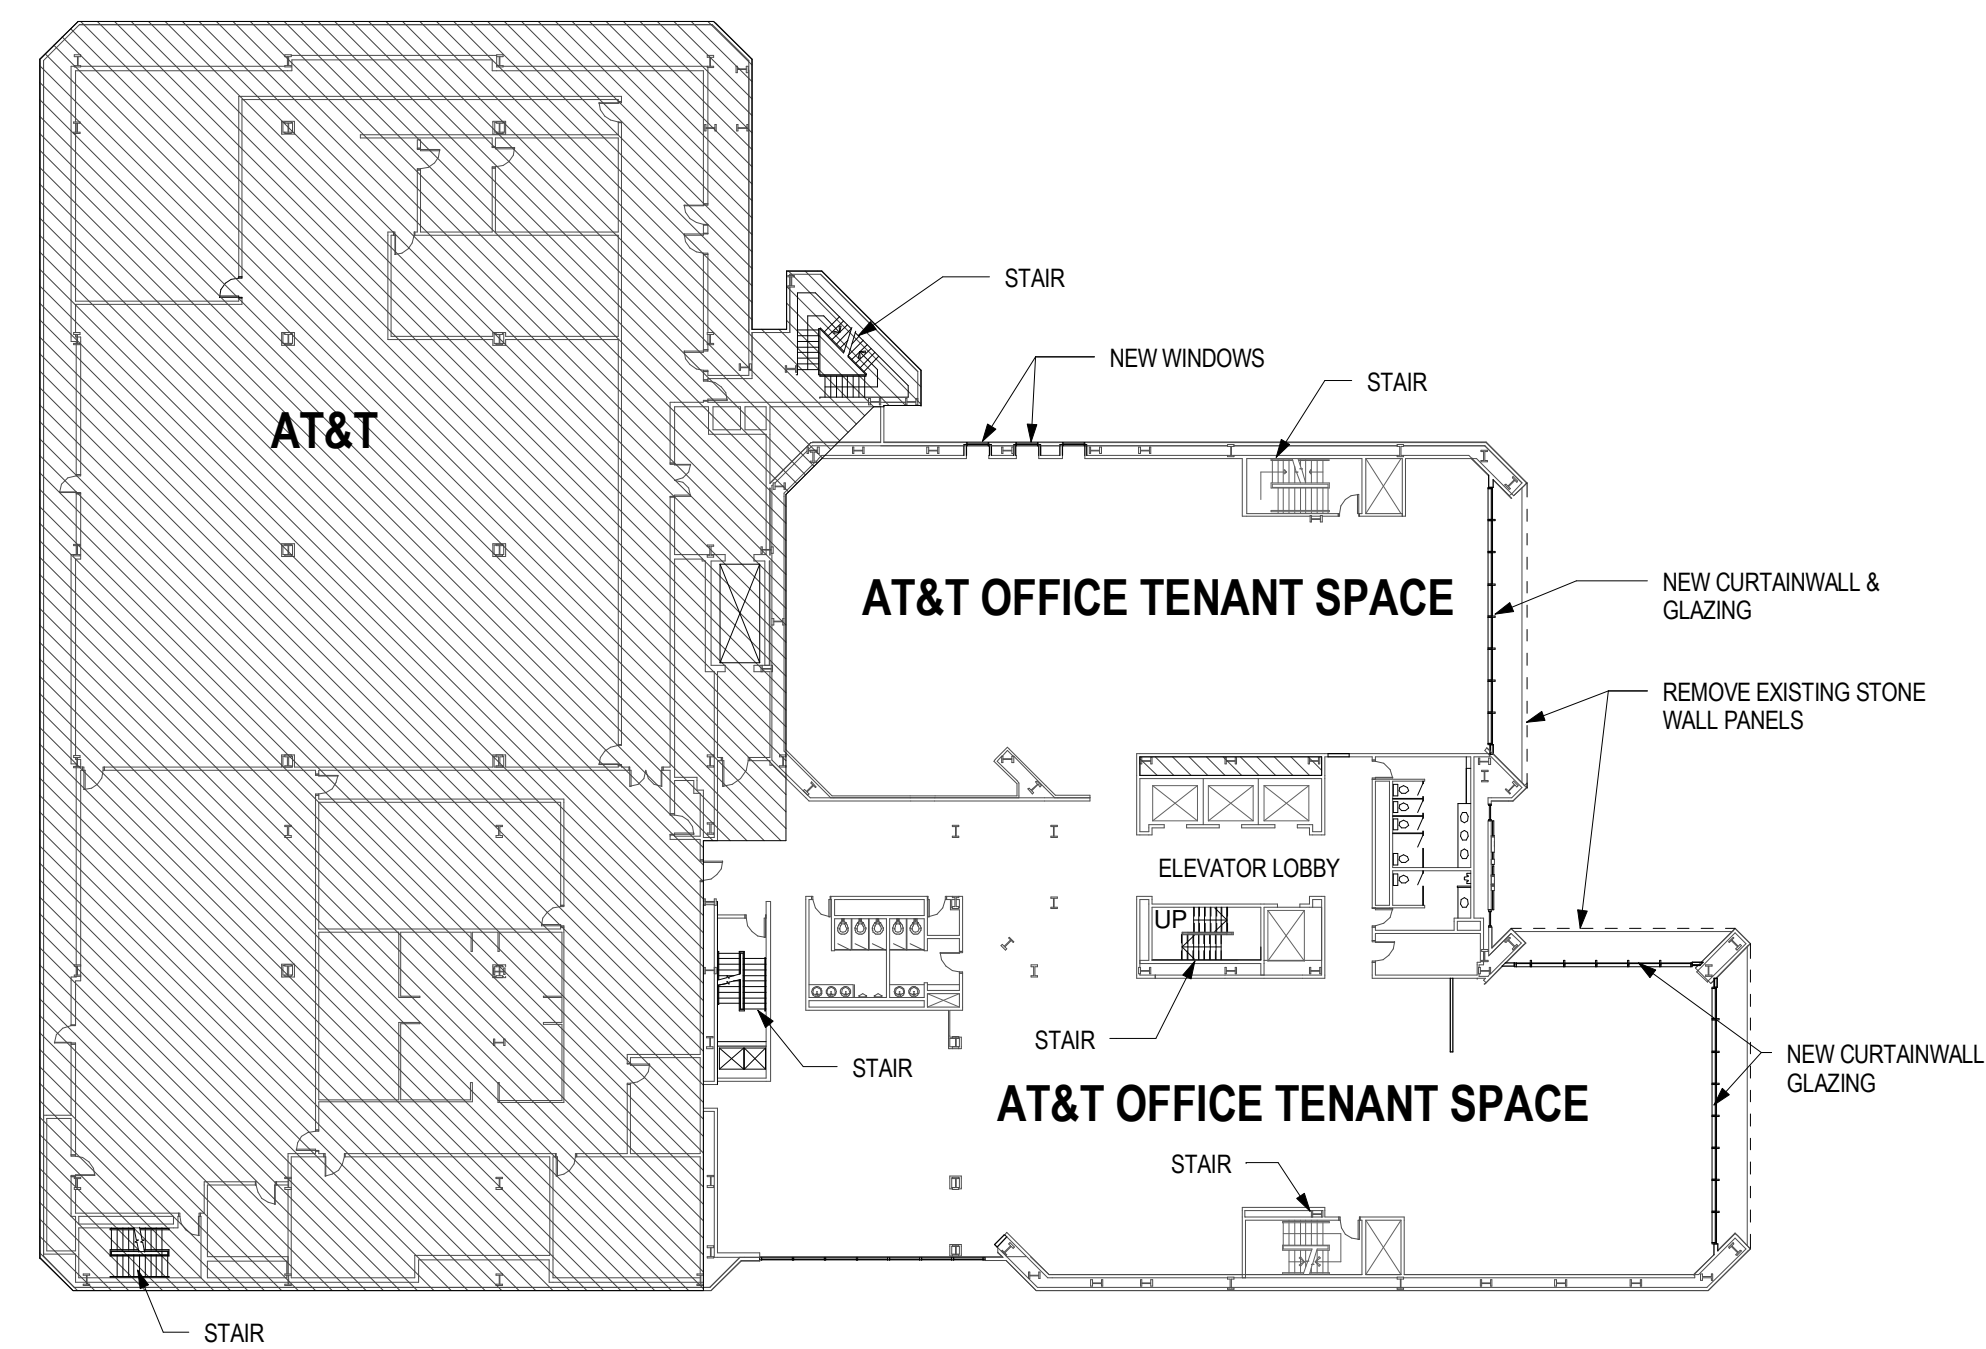 STAIR
NEW WINDOWS
STAIR
AT&T
AT&T OFFICE TENANT SPACE
NEW CURTAINWALL &
GLAZING
REMOVE EXISTING STONE
WALL PANELS
ELEVATOR LOBBY
UP
STAIR
STAIR
NEW CURTAINWALL
GLAZING
AT&T OFFICE TENANT SPACE
STAIR
STAIR